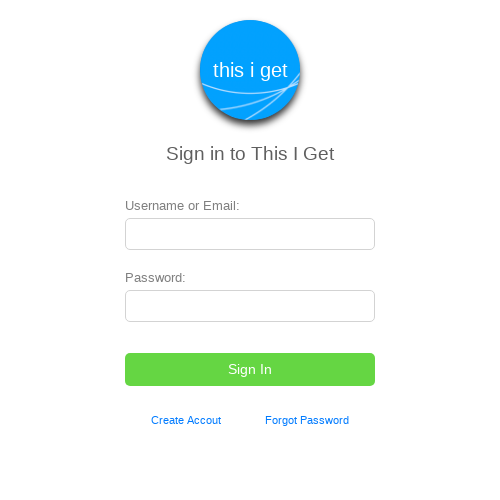 this i get
Sign in to This I Get
Username or Email:
Password:
Sign In
Create Accout
Forgot Password